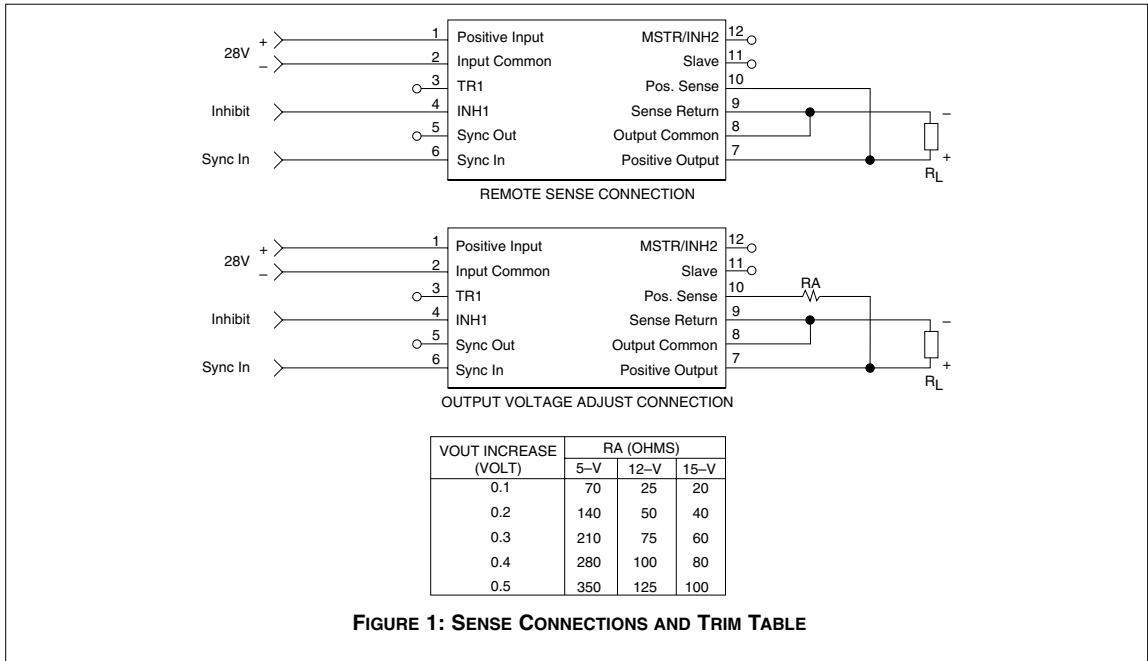 28V
+
–
Inhibit
Sync In
1 Positive Input
2 Input Common
3 TR1
4 INH1
5 Sync Out
6 Sync In
MSTR/INH2 12
Slave 11
Pos. Sense 10
Sense Return 9
Output Common 8
Positive Output 7
–
+
RL
REMOTE SENSE CONNECTION
28V
+
–
Inhibit
Sync In
1 Positive Input
2 Input Common
3 TR1
4 INH1
5 Sync Out
6 Sync In
MSTR/INH2 12
Slave 11
Pos. Sense 10
Sense Return 9
Output Common 8
Positive Output 7
RA
–
+
RL
OUTPUT VOLTAGE ADJUST CONNECTION
VOUT INCREASE RA (OHMS)
(VOLT) 5–V 12–V 15–V
0.1 70 25 20
0.2 140 50 40
0.3 210 75 60
0.4 280 100 80
0.5 350 125 100
FIGURE 1: SENSE CONNECTIONS AND TRIM TABLE